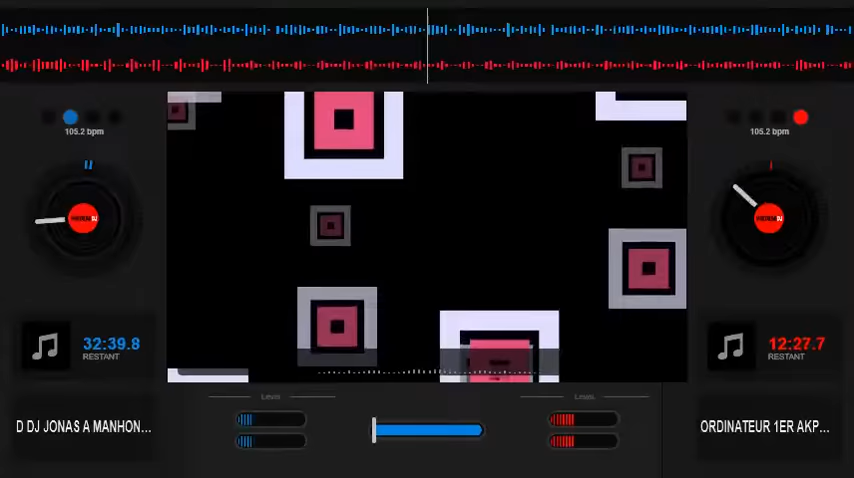 105.2 bpm
105.2 bpm
32:39.8
RESTANT
12:27.7
RESTANT
Levels
D DJ JONAS A MANHON...
ORDINATEUR 1ER AKP...